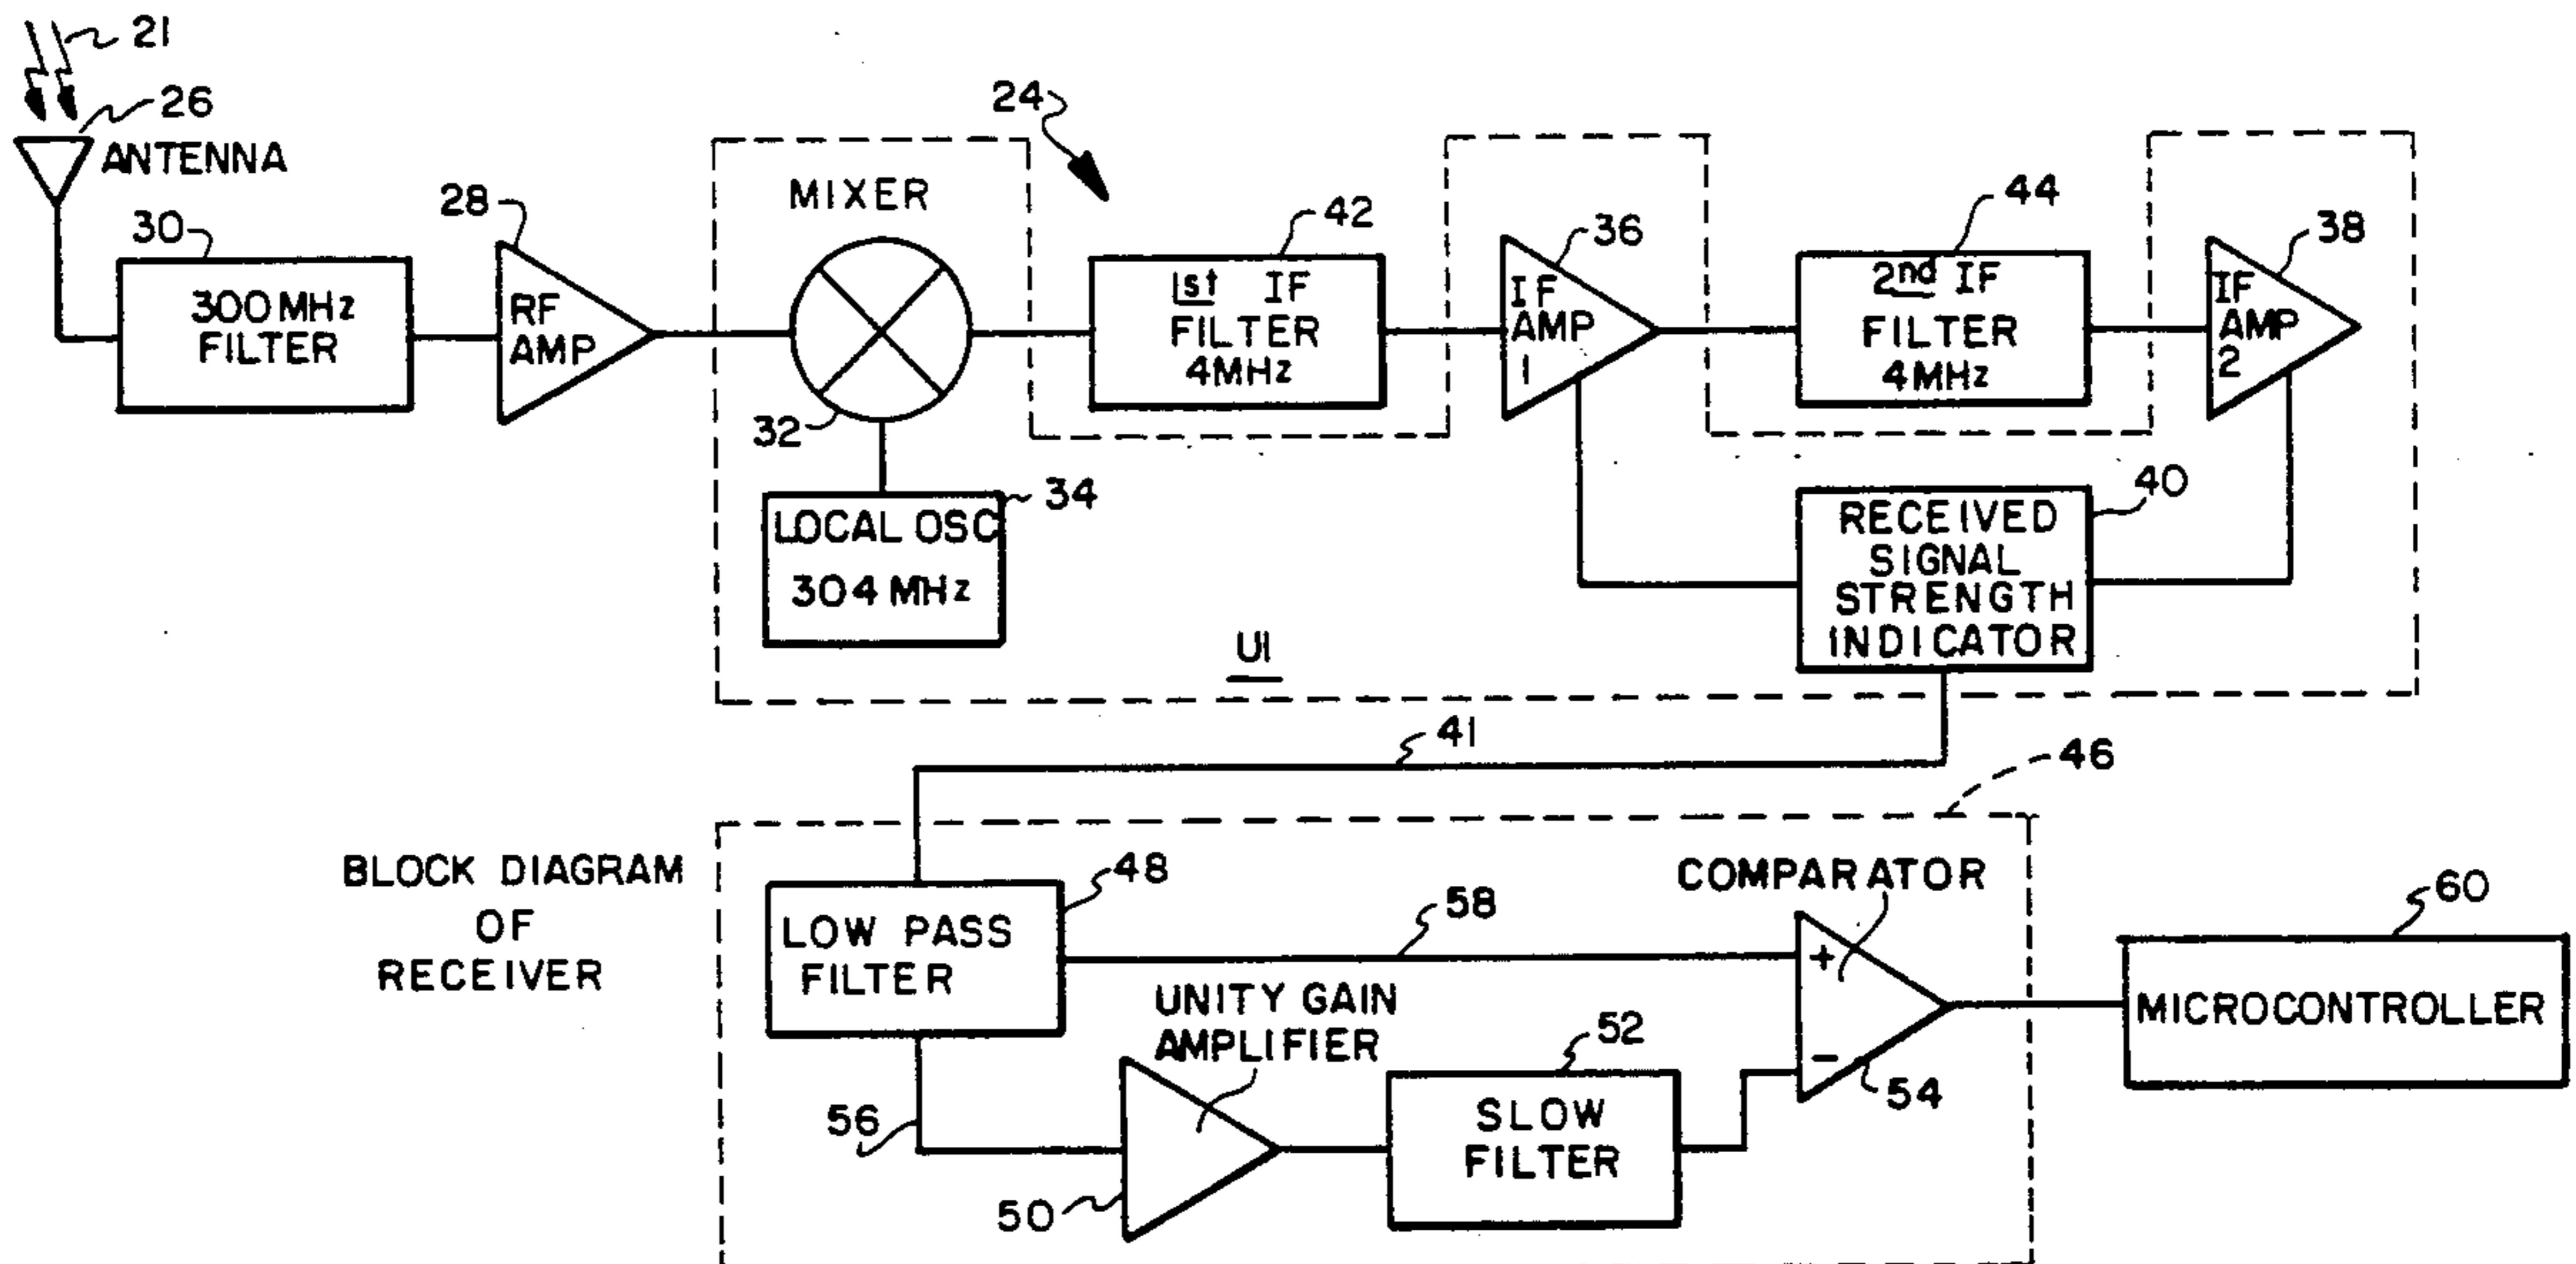 21
26
ANTENNA
30
300 MHz
FILTER
28
RF
AMP
MIXER
32
LOCAL OSC
304 MHz
34
24
42
1st IF
FILTER
4MHz
36
IF
AMP
1
44
2nd IF
FILTER
4MHz
38
IF
AMP
2
40
RECEIVED
SIGNAL
STRENGTH
INDICATOR
U1
41
46
BLOCK DIAGRAM
OF
RECEIVER
48
LOW PASS
FILTER
58
COMPARATOR
+
−
54
60
MICROCONTROLLER
UNITY GAIN
AMPLIFIER
56
50
52
SLOW
FILTER